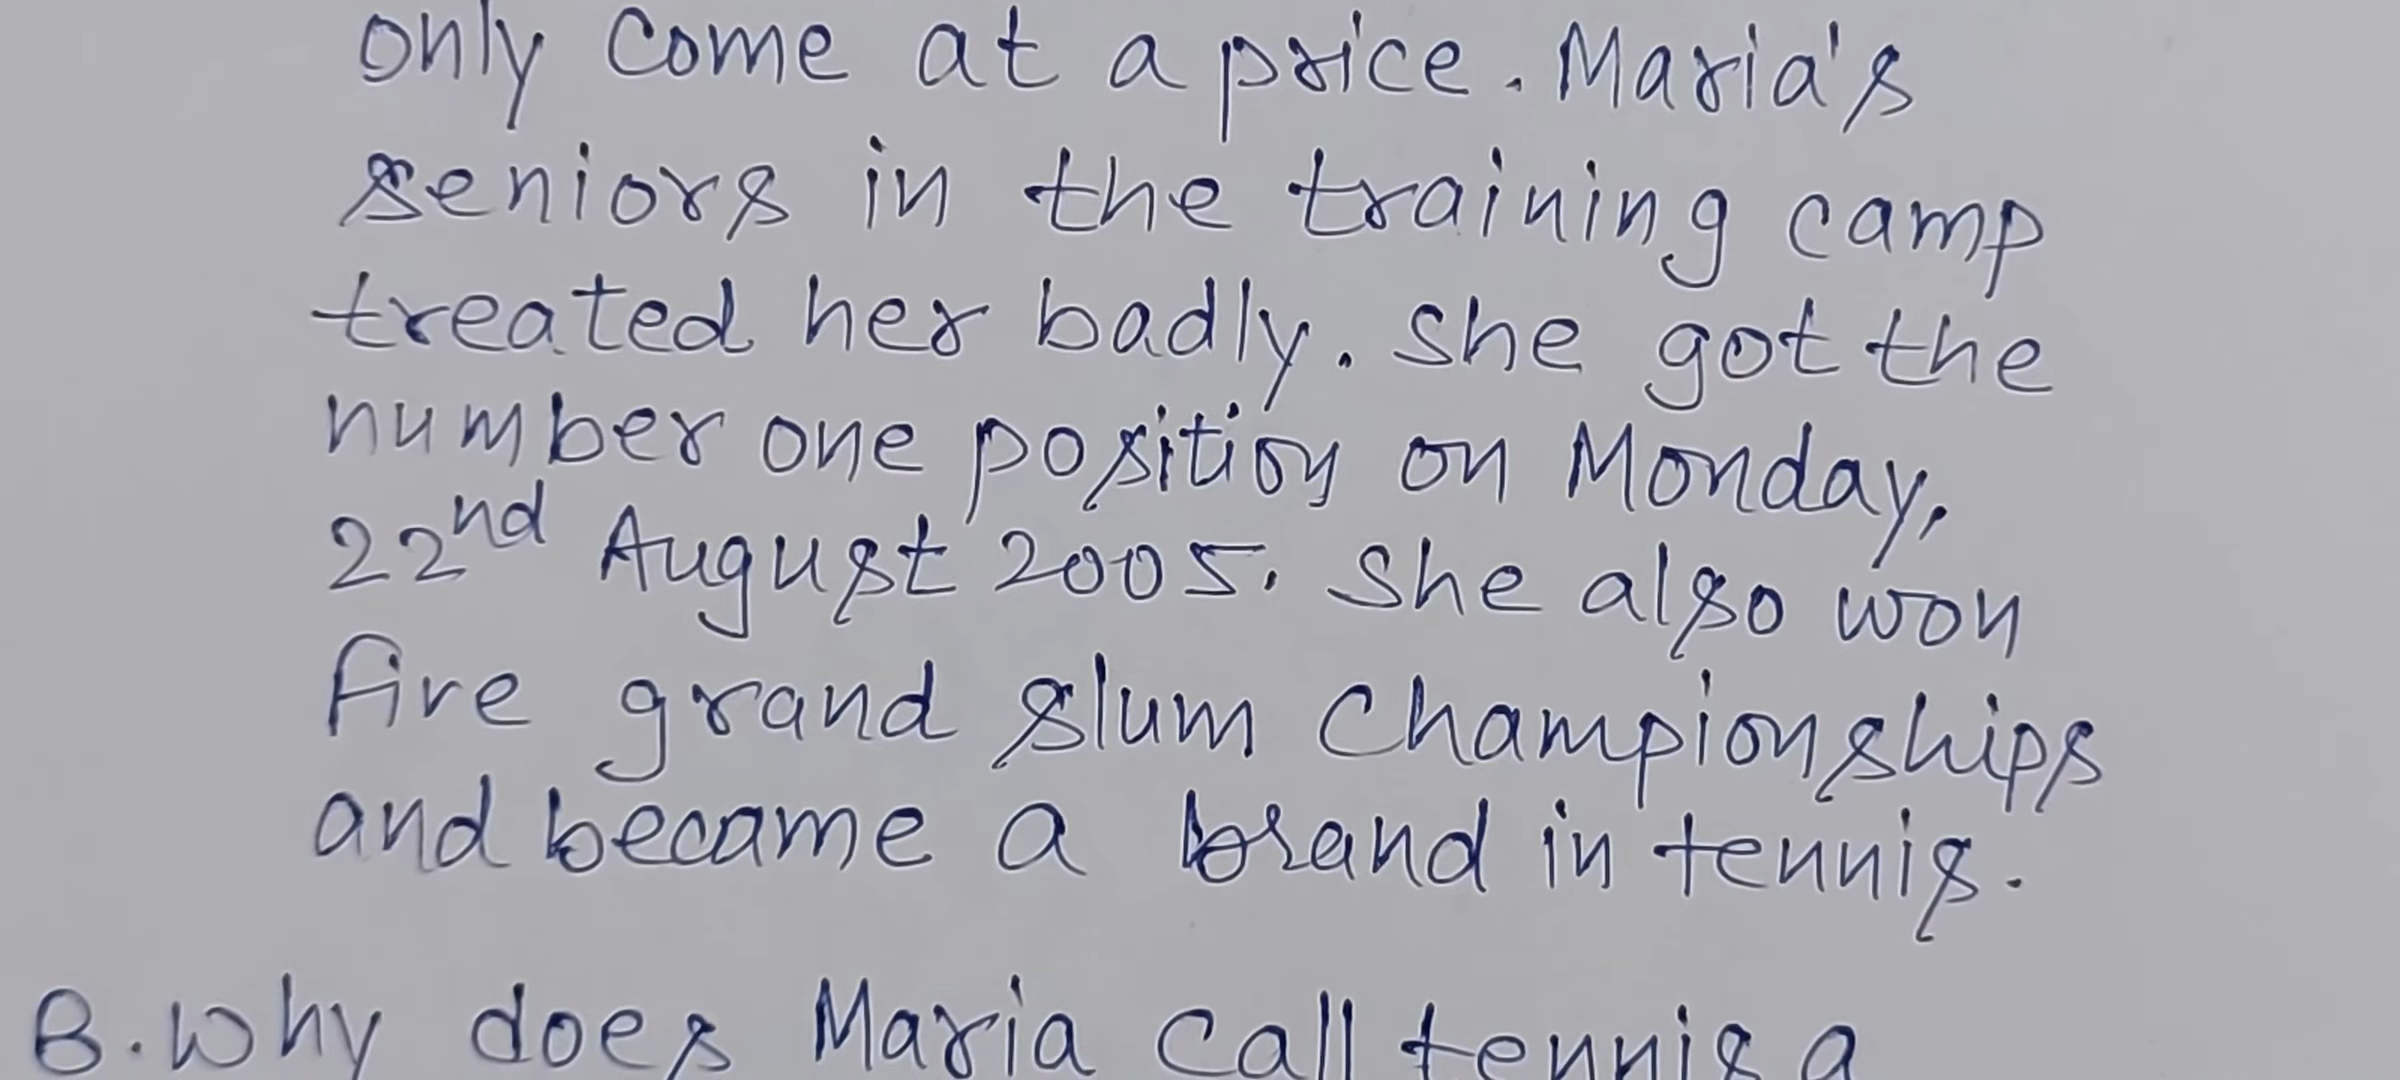 only come at a price. Maria's
seniors in the training camp
treated her badly. She got the
number one position on Monday,
22nd August 2005. She also won
five grand slum championships
and became a brand in tennis.
B. Why does Maria call tennis a